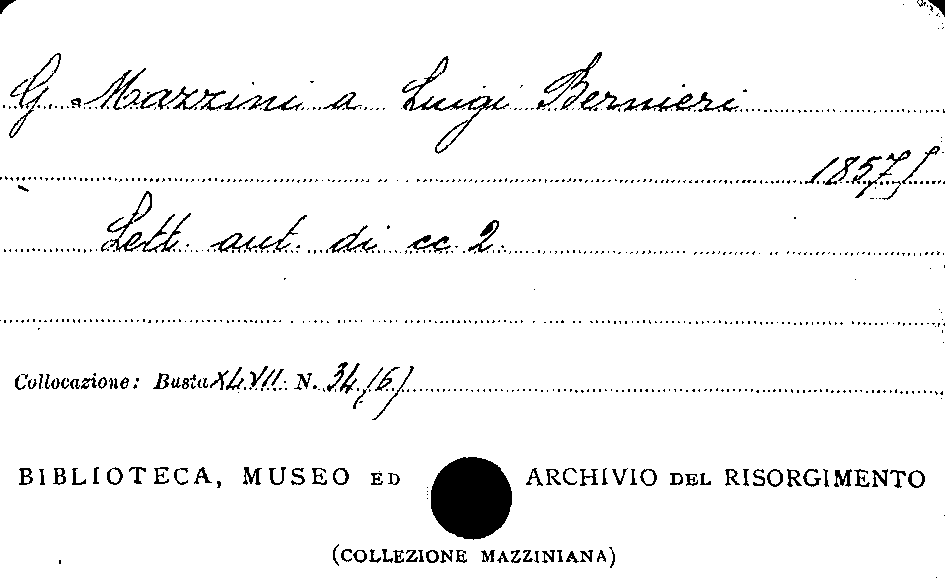 G. Mazzini a Luigi Bernieri
1857]
Lett. aut. di cc. 2.
Collocazione: Busta XLVII. N. 34 (6)
BIBLIOTECA, MUSEO ED ARCHIVIO DEL RISORGIMENTO
(COLLEZIONE MAZZINIANA)